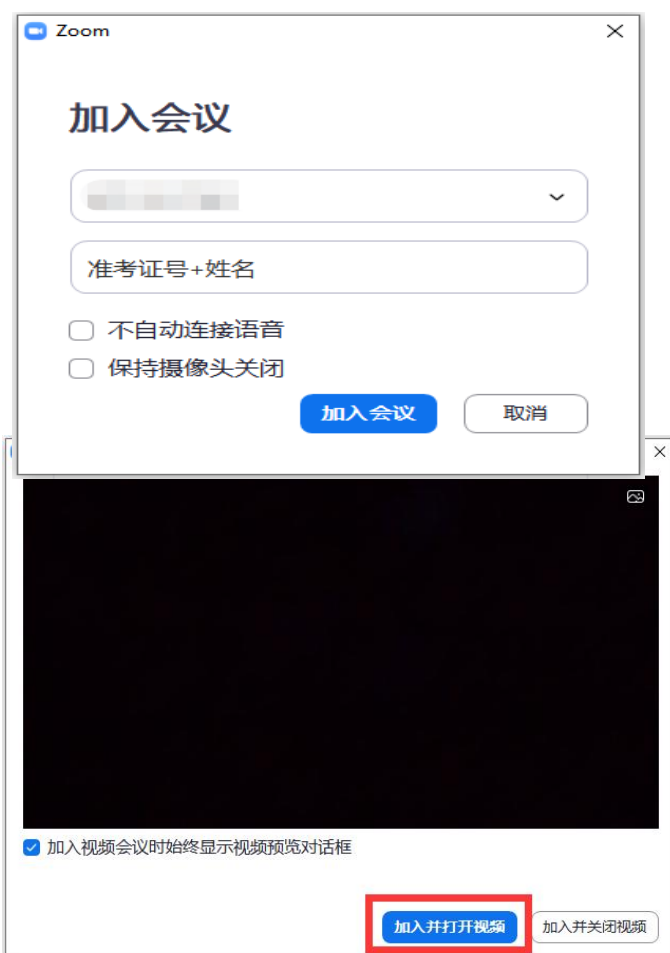 Zoom
加入会议
准考证号+姓名
不自动连接语音
保持摄像头关闭
加入会议 取消
加入视频会议时始终显示视频预览对话框
加入并打开视频 加入并关闭视频